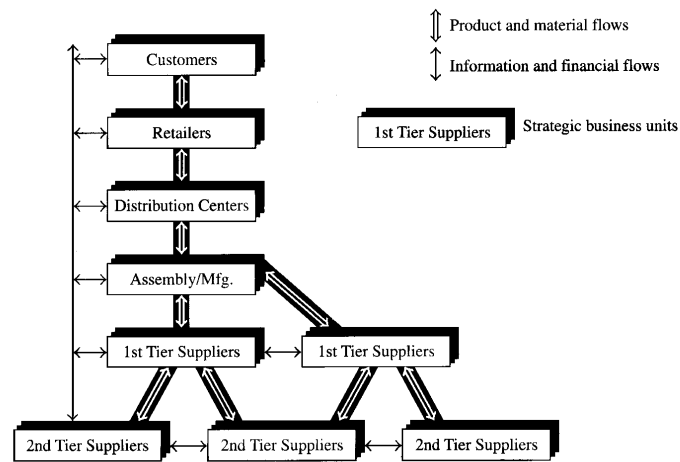 Product and material flows
Customers
Information and financial flows
Retailers
1st Tier Suppliers
Strategic business units
Distribution Centers
Assembly/Mfg.
1st Tier Suppliers
1st Tier Suppliers
2nd Tier Suppliers
2nd Tier Suppliers
2nd Tier Suppliers